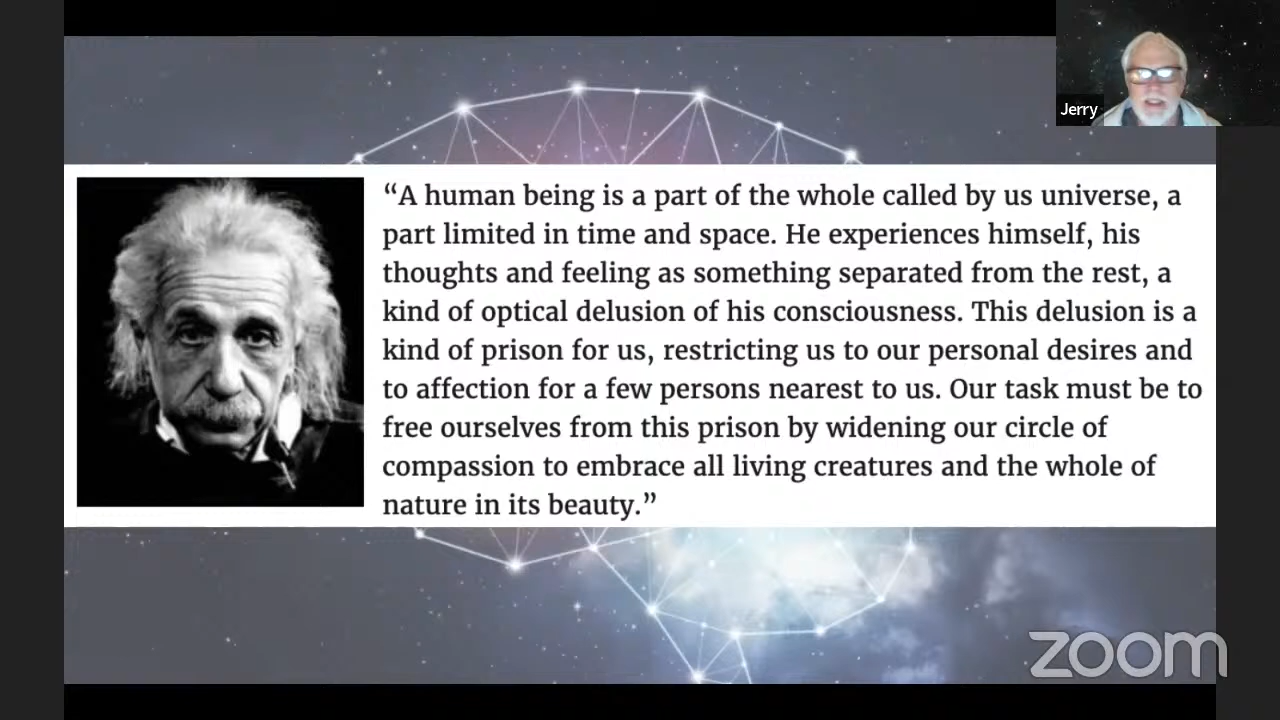 Jerry
“A human being is a part of the whole called by us universe, a
part limited in time and space. He experiences himself, his
thoughts and feeling as something separated from the rest, a
kind of optical delusion of his consciousness. This delusion is a
kind of prison for us, restricting us to our personal desires and
to affection for a few persons nearest to us. Our task must be to
free ourselves from this prison by widening our circle of
compassion to embrace all living creatures and the whole of
nature in its beauty.”
zoom